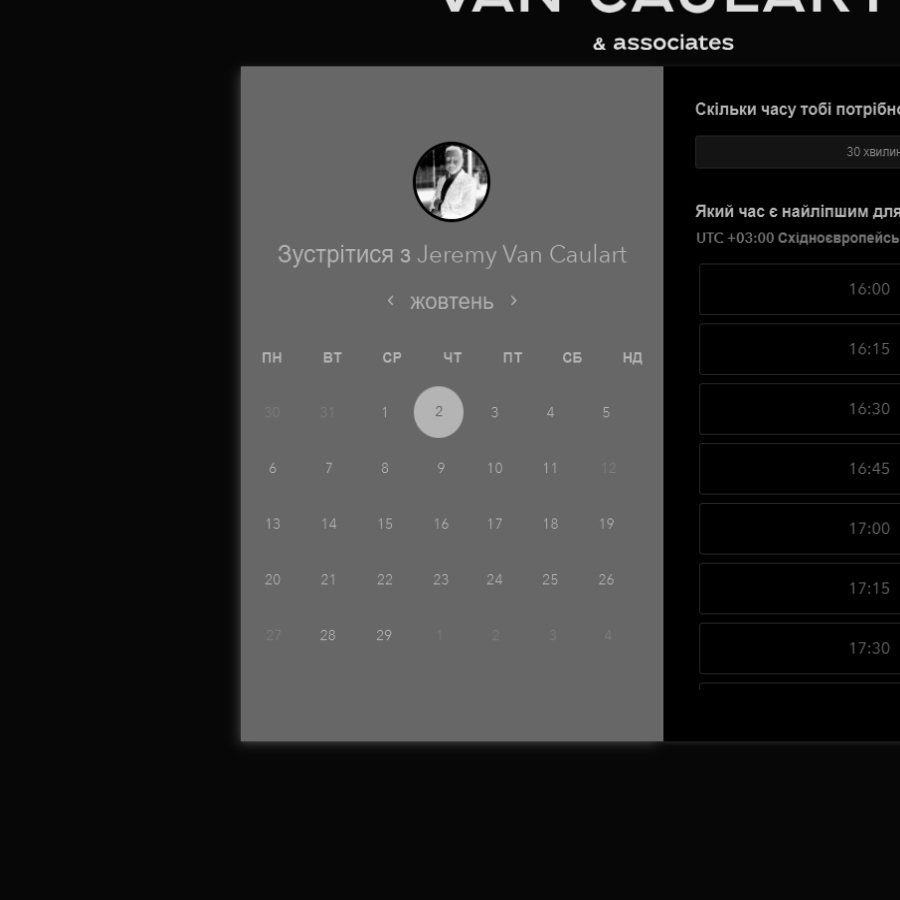 VAN CAULART
& associates
Зустрітися з Jeremy Van Caulart
жовтень
ПН ВТ СР ЧТ ПТ СБ НД
30 31 1 2 3 4 5
6 7 8 9 10 11 12
13 14 15 16 17 18 19
20 21 22 23 24 25 26
27 28 29 1 2 3 4
Скільки часу тобі потрібно
30 хвилин
Який час є найліпшим для
UTC +03:00 Східноєвропейсь
16:00
16:15
16:30
16:45
17:00
17:15
17:30